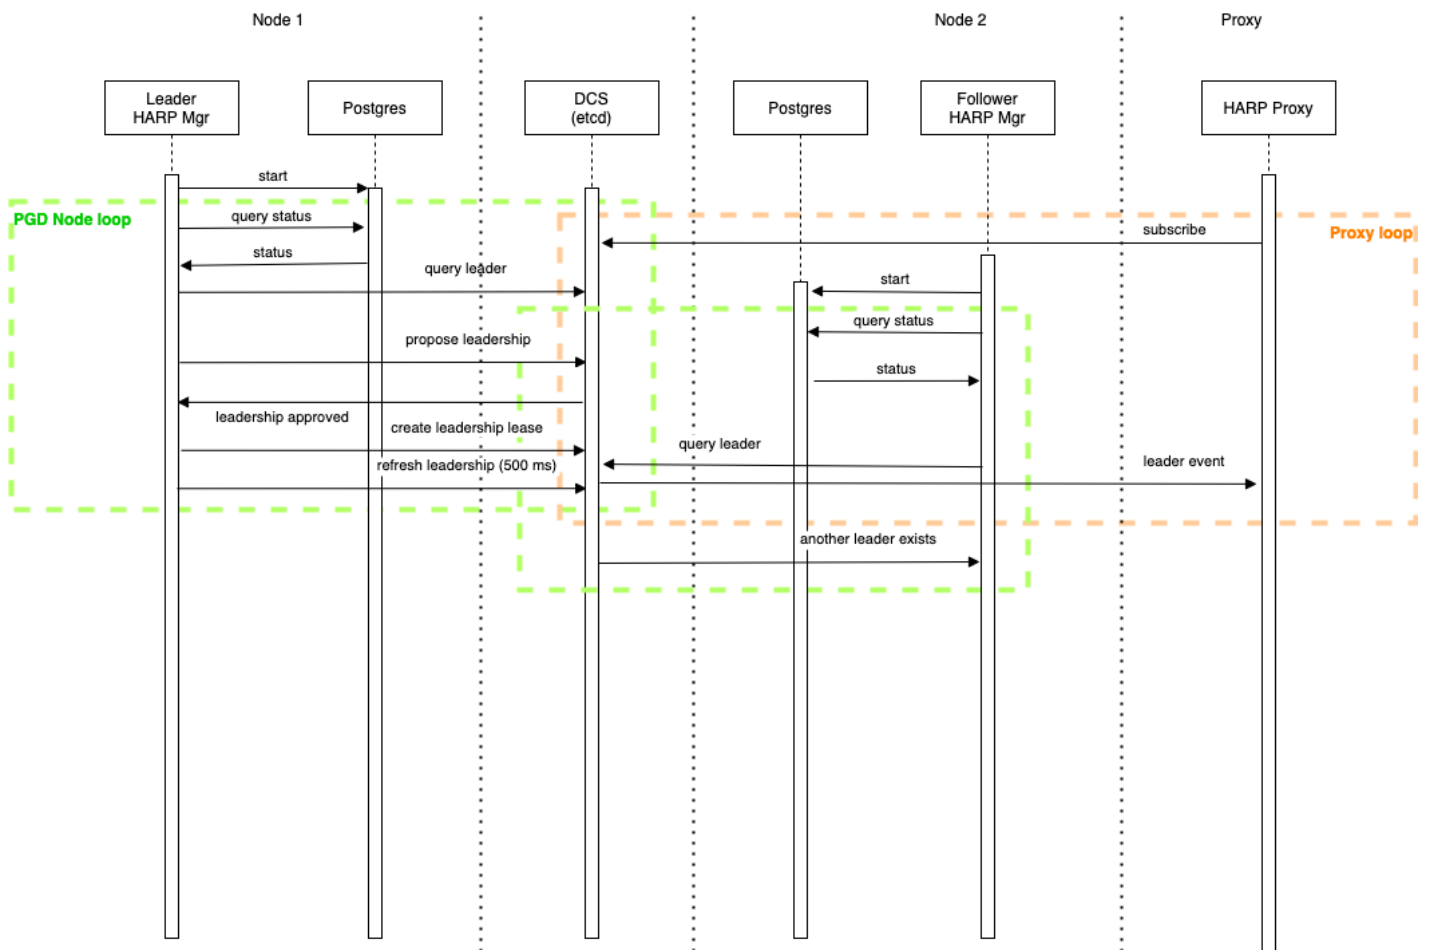 Node 1
Node 2
Proxy
Leader
HARP Mgr
Postgres
DCS
(etcd)
Postgres
Follower
HARP Mgr
HARP Proxy
start
PGD Node loop
query status
subscribe
Proxy loop
status
query leader
start
query status
propose leadership
status
leadership approved
create leadership lease
query leader
refresh leadership (500 ms)
leader event
another leader exists